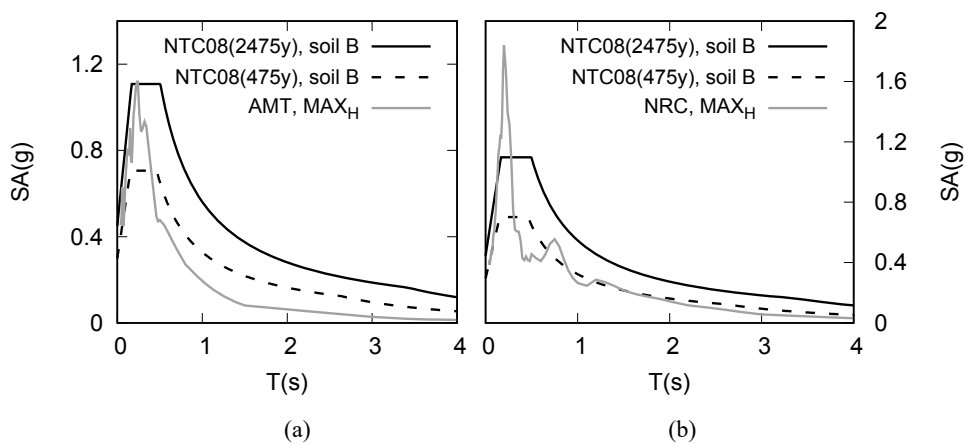 NTC08(2475y), soil B
NTC08(475y), soil B
AMT, MAXH
1.2
0.8
0.4
0
SA(g)
0 1 2 3 4
T(s)
(a)
NTC08(2475y), soil B
NTC08(475y), soil B
NRC, MAXH
2
1.6
1.2
0.8
0.4
0
SA(g)
0 1 2 3 4
T(s)
(b)